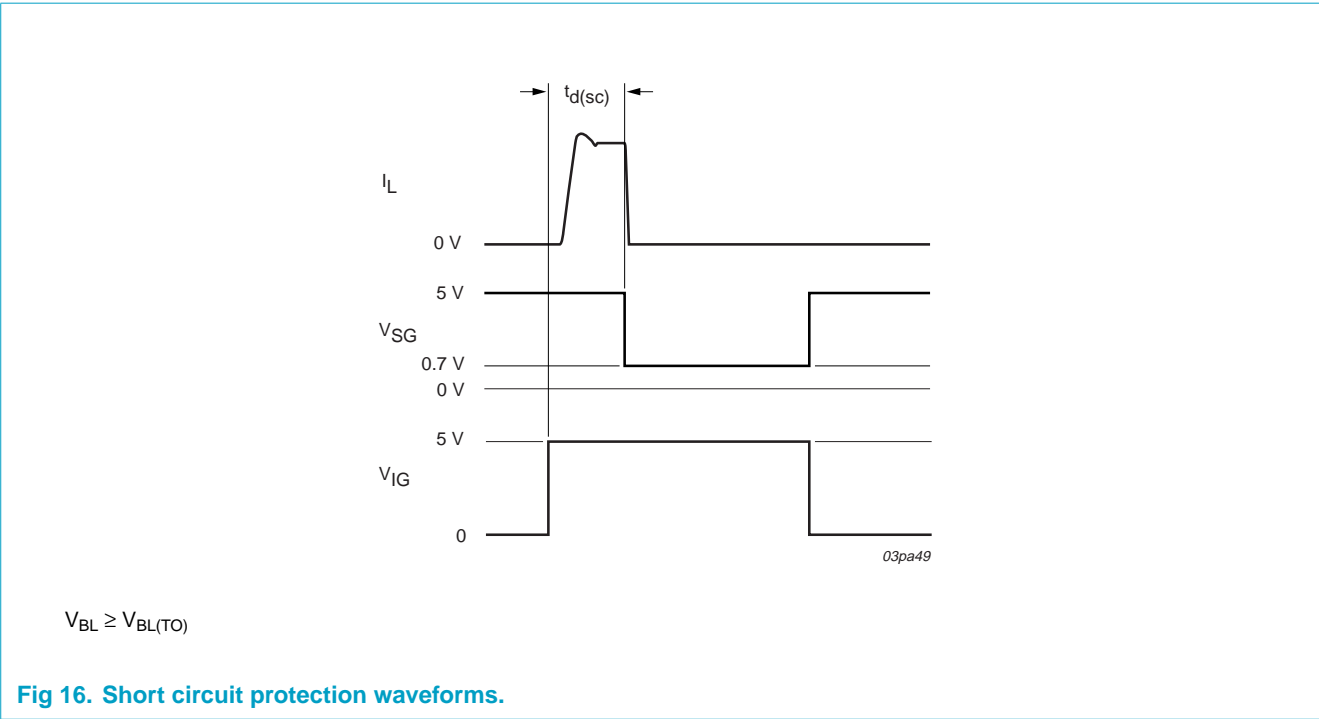 td(sc)
IL
0 V
5 V
VSG
0.7 V
0 V
5 V
VIG
0
03pa49
VBL ≥ VBL(TO)
Fig 16. Short circuit protection waveforms.